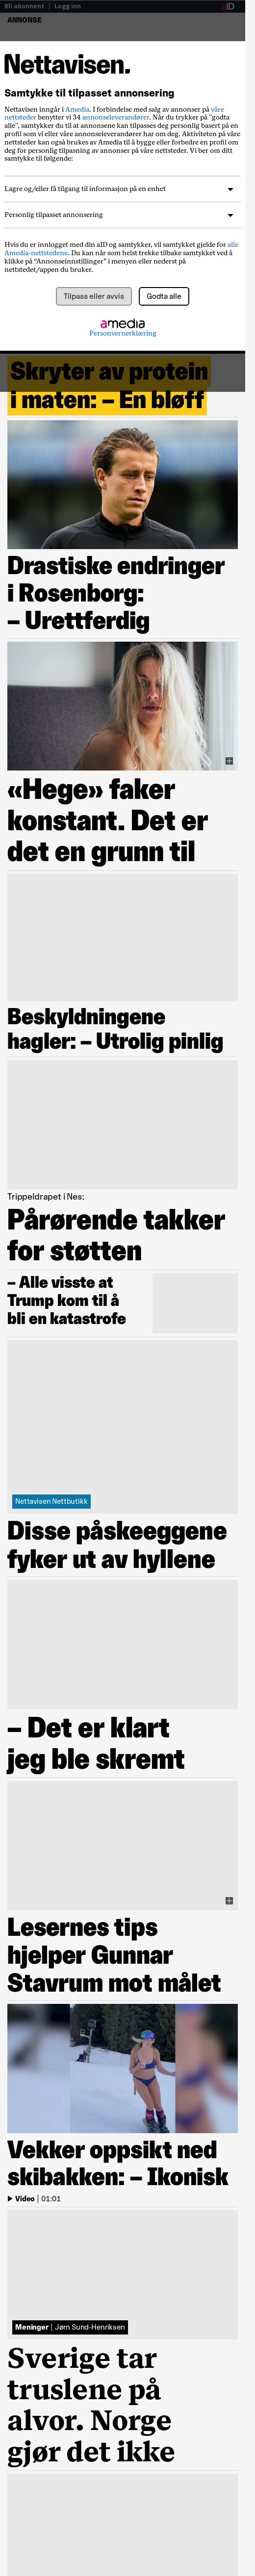 Bli abonnent | Logg inn
ANNONSE
Nettavisen.
Samtykke til tilpasset annonsering
Nettavisen inngår i Amedia. I forbindelse med salg av annonser på våre
nettsteder benytter vi 34 annonseleverandører. Når du trykker på "godta
alle", samtykker du til at annonsene kan tilpasses deg personlig basert på en
profil som vi eller våre annonseleverandører har om deg. Aktiviteten på våre
nettsteder kan også brukes av Amedia til å bygge eller forbedre en profil om
deg for personlig tilpasning av annonser på våre nettsteder. Vi ber om ditt
samtykke til følgende:
Lagre og/eller få tilgang til informasjon på en enhet
Personlig tilpasset annonsering
Hvis du er innlogget med din aID og samtykker, vil samtykket gjelde for alle
Amedia-nettstedene. Du kan når som helst trekke tilbake samtykket ved å
klikke på “Annonseinnstillinger” i menyen eller nederst på
nettstedet/appen du bruker.
Tilpass eller avvis
Godta alle
amedia
Personvernerklæring
Skryter av protein
i maten: – En bløff
Drastiske endringer
i Rosenborg:
– Urettferdig
«Hege» faker
konstant. Det er
det en grunn til
Beskyldningene
hagler: – Utrolig pinlig
Trippeldrapet i Nes:
Pårørende takker
for støtten
– Alle visste at
Trump kom til å
bli en katastrofe
Nettavisen Nettbutikk
Disse påskeeggene
fyker ut av hyllene
– Det er klart
jeg ble skremt
Lesernes tips
hjelper Gunnar
Stavrum mot målet
Vekker oppsikt ned
skibakken: – Ikonisk
Video | 01:01
Meninger | Jørn Sund-Henriksen
Sverige tar
truslene på
alvor. Norge
gjør det ikke